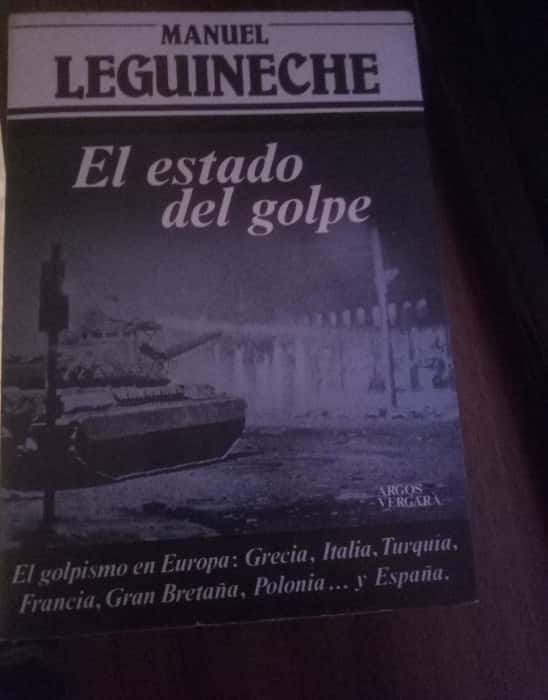 MANUEL
LEGUINECHE
El estado
del golpe
ARGOS
VERGARA
El golpismo en Europa: Grecia, Italia, Turquía,
Francia, Gran Bretaña, Polonia... y España.